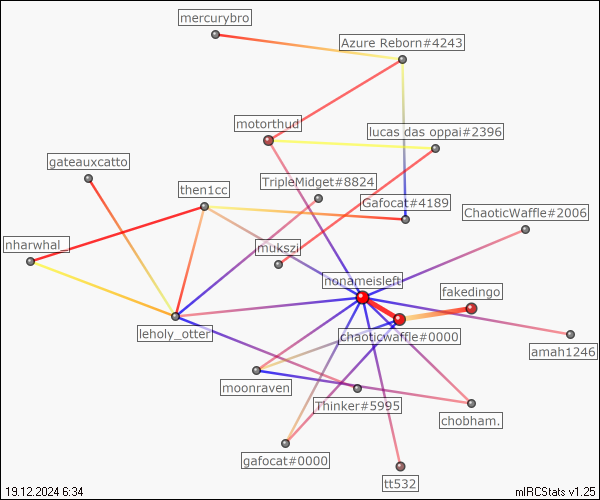 mercurybro
Azure Reborn#4243
motorthud
lucas das oppai#2396
gateauxcatto
TripleMidget#8824
then1cc
Gafocat#4189
ChaoticWaffle#2006
nharwhal_
mukszi
nonameisleft
fakedingo
leholy_otter
chaoticwaffle#0000
amah1246
moonraven
Thinker#5995
chobham.
gafocat#0000
tt532
19.12.2024 6:34
mIRCStats v1.25